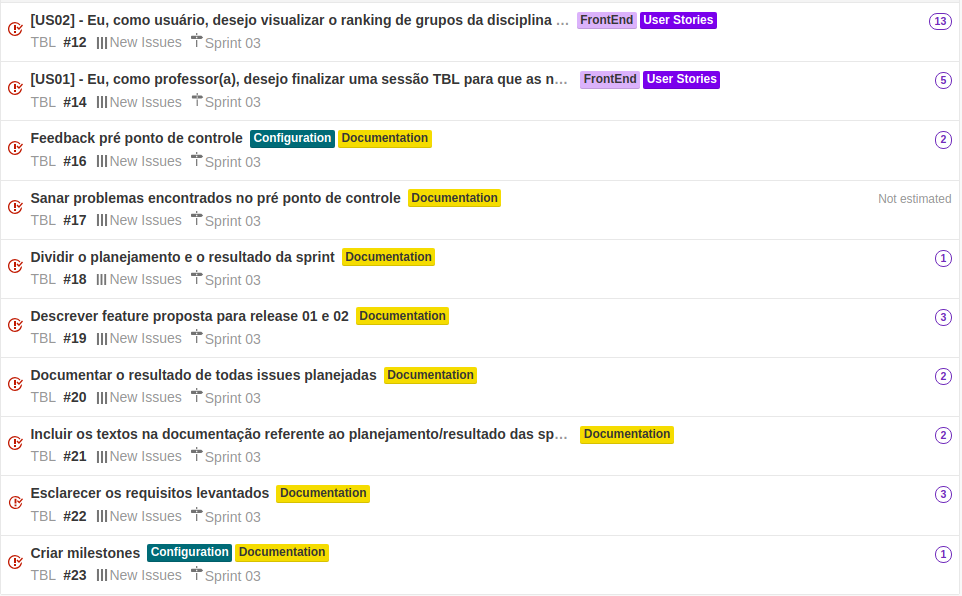 [US02] - Eu, como usuário, desejo visualizar o ranking de grupos da disciplina ... FrontEnd User Stories 13
TBL #12 New Issues Sprint 03
[US01] - Eu, como professor(a), desejo finalizar uma sessão TBL para que as n... FrontEnd User Stories 5
TBL #14 New Issues Sprint 03
Feedback pré ponto de controle Configuration Documentation 2
TBL #16 New Issues Sprint 03
Sanar problemas encontrados no pré ponto de controle Documentation Not estimated
TBL #17 New Issues Sprint 03
Dividir o planejamento e o resultado da sprint Documentation 1
TBL #18 New Issues Sprint 03
Descrever feature proposta para release 01 e 02 Documentation 3
TBL #19 New Issues Sprint 03
Documentar o resultado de todas issues planejadas Documentation 2
TBL #20 New Issues Sprint 03
Incluir os textos na documentação referente ao planejamento/resultado das sp... Documentation 2
TBL #21 New Issues Sprint 03
Esclarecer os requisitos levantados Documentation 3
TBL #22 New Issues Sprint 03
Criar milestones Configuration Documentation 1
TBL #23 New Issues Sprint 03